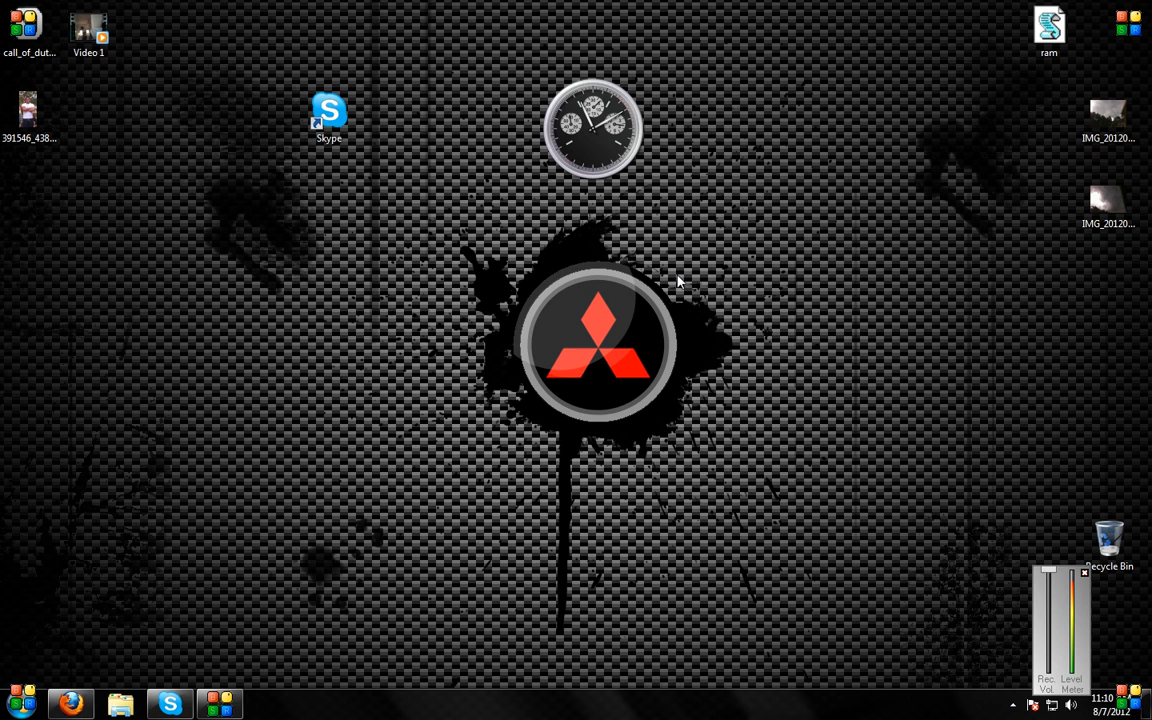 call_of_dut...
Video 1
ram
391546_438...
Skype
IMG_20120...
IMG_20120...
Recycle Bin
Rec. Vol.
Level Meter
11:10
8/7/2012